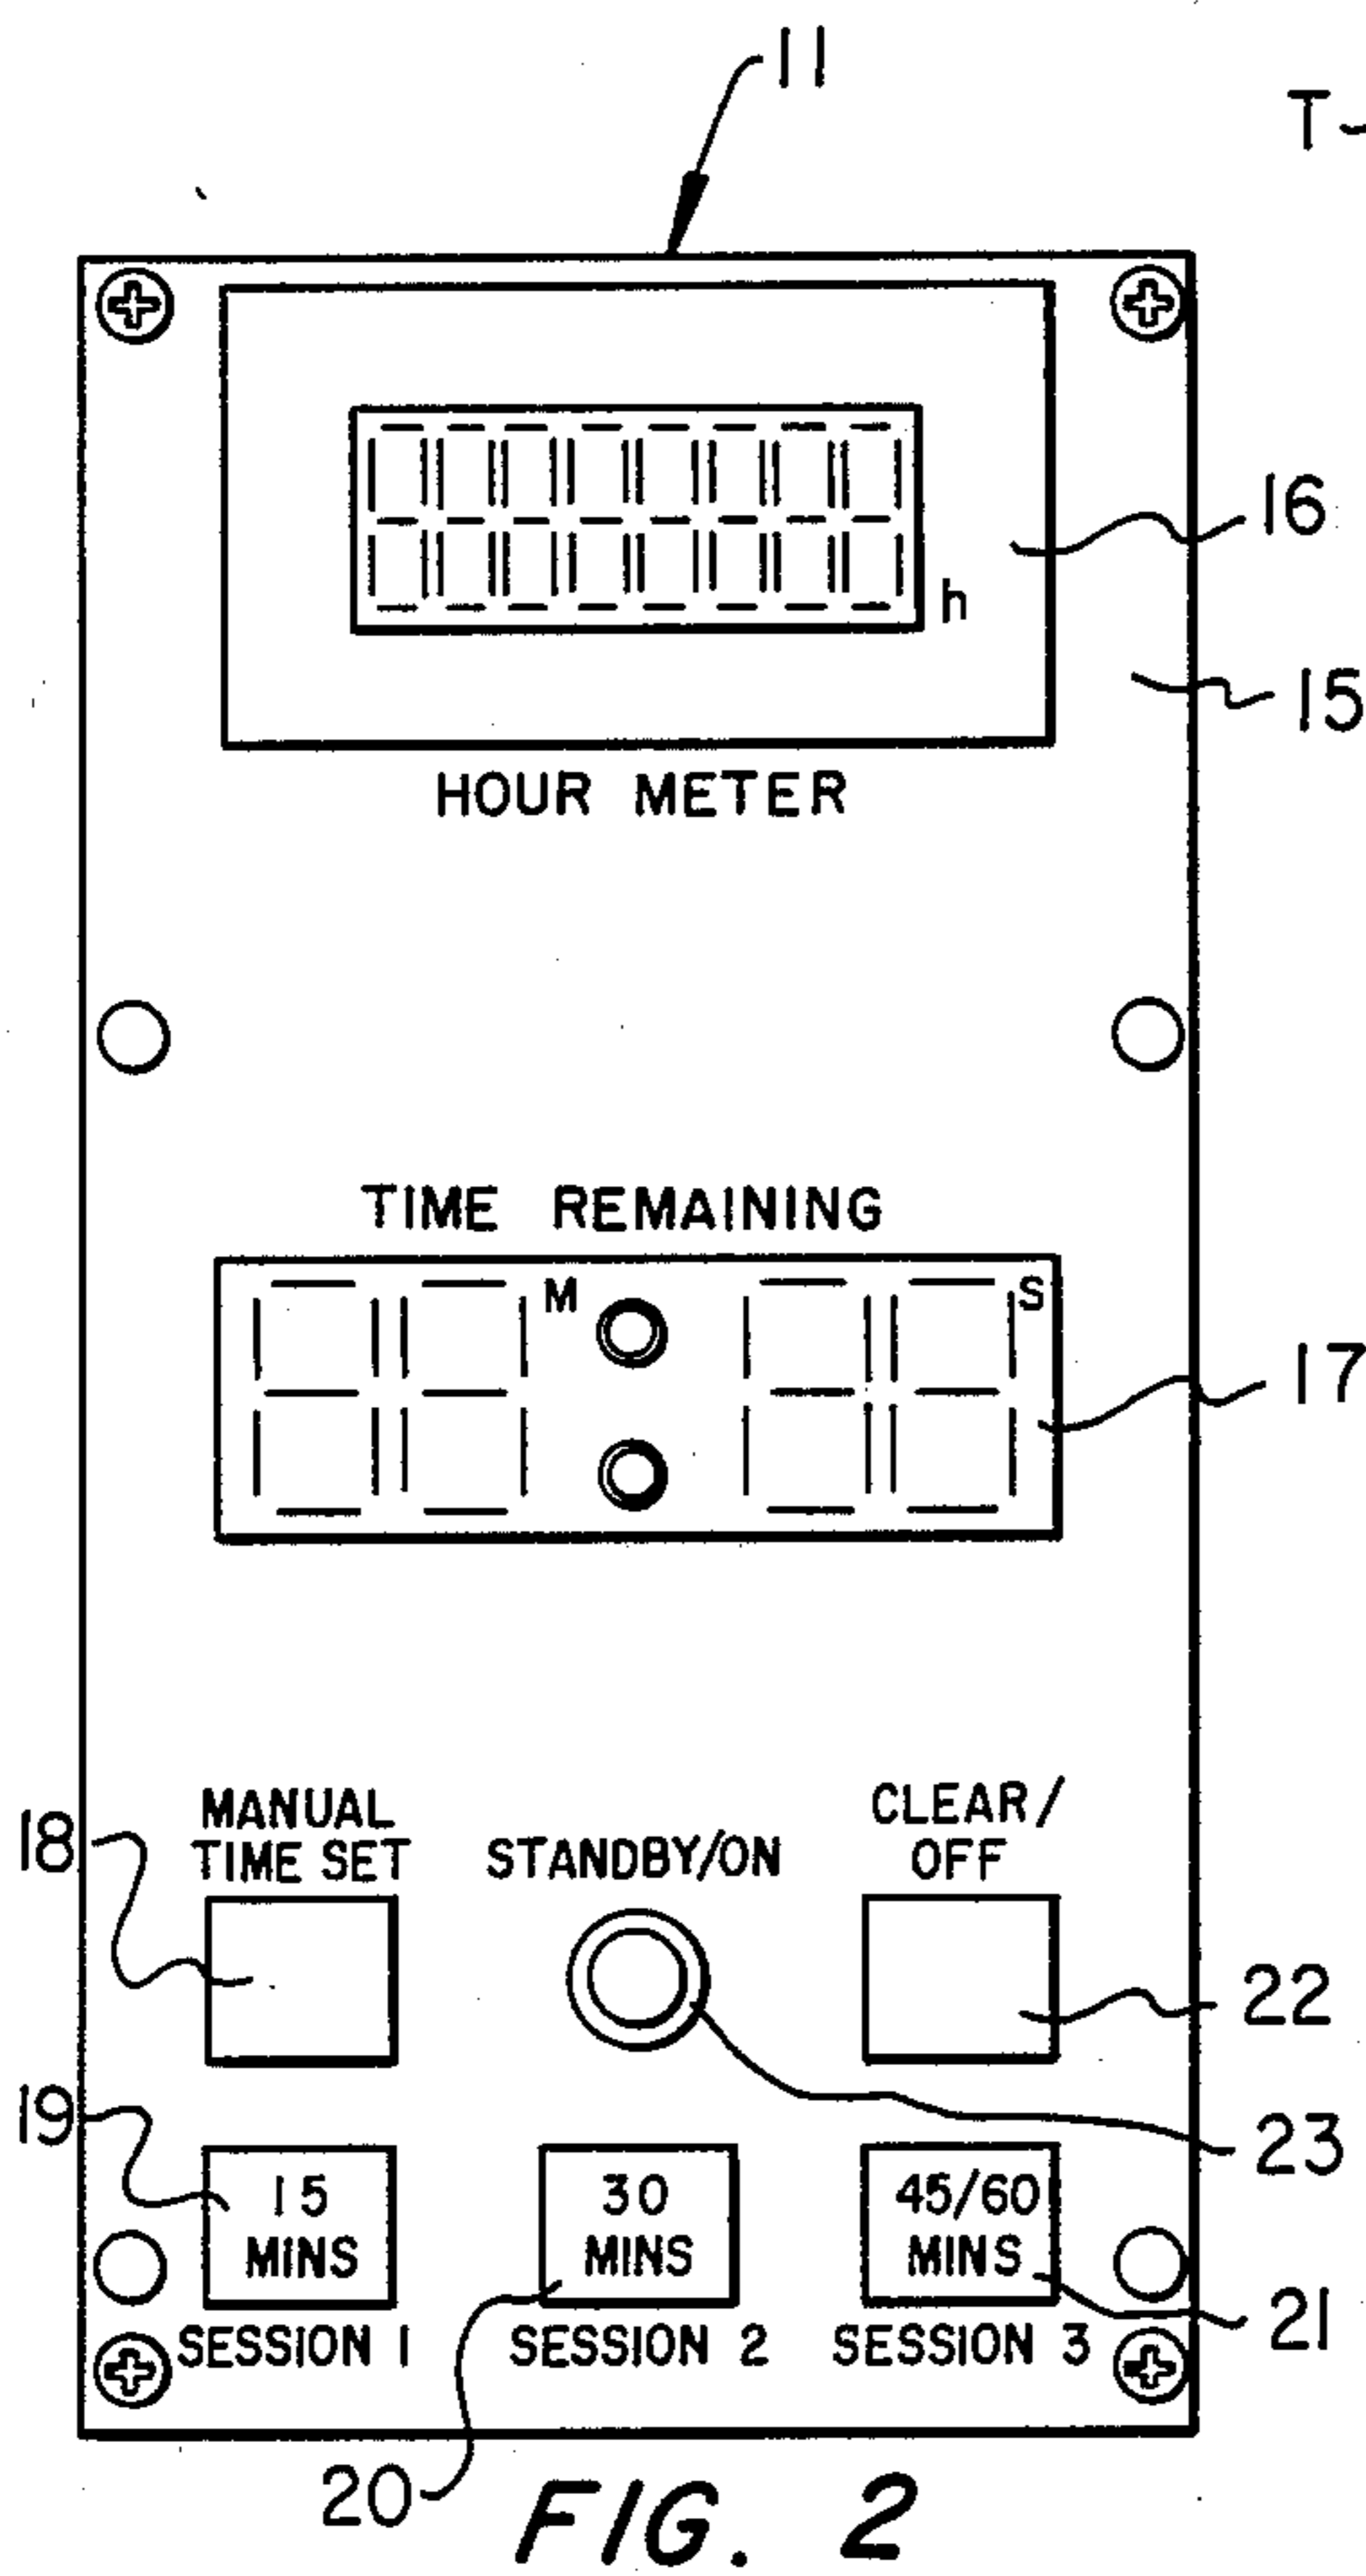 11
T
16
h
15
HOUR METER
TIME REMAINING
M S
17
MANUAL
TIME SET
STANDBY/ON
CLEAR/
OFF
18
22
19
23
15
MINS
30
MINS
45/60
MINS
21
SESSION 1
SESSION 2
SESSION 3
20
FIG. 2